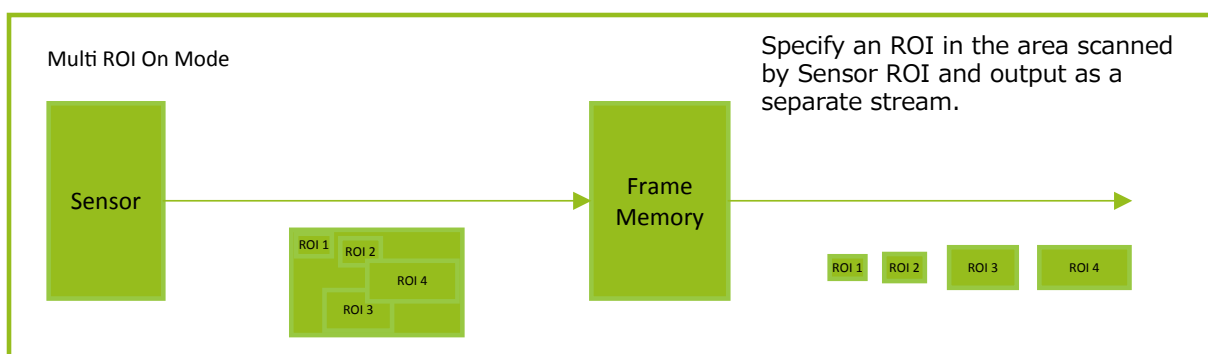 Multi ROI On Mode
Specify an ROI in the area scanned
by Sensor ROI and output as a
separate stream.
Sensor
Frame
Memory
ROI 1
ROI 2
ROI 4
ROI 3
ROI 1
ROI 2
ROI 3
ROI 4